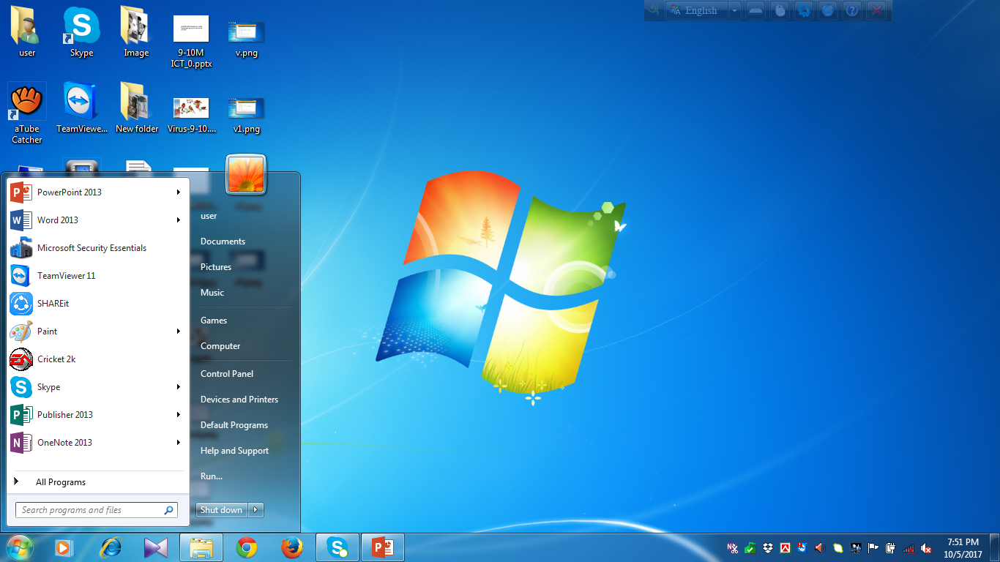 English
user
Skype
Image
9-10M
ICT_0.pptx
v.png
aTube
Catcher
TeamViewe...
New folder
Virus-9-10....
v1.png
PowerPoint 2013
Word 2013
Microsoft Security Essentials
TeamViewer 11
SHAREit
Paint
Cricket 2k
Skype
Publisher 2013
OneNote 2013
All Programs
Search programs and files
user
Documents
Pictures
Music
Games
Computer
Control Panel
Devices and Printers
Default Programs
Help and Support
Run...
Shut down
7:51 PM
10/5/2017